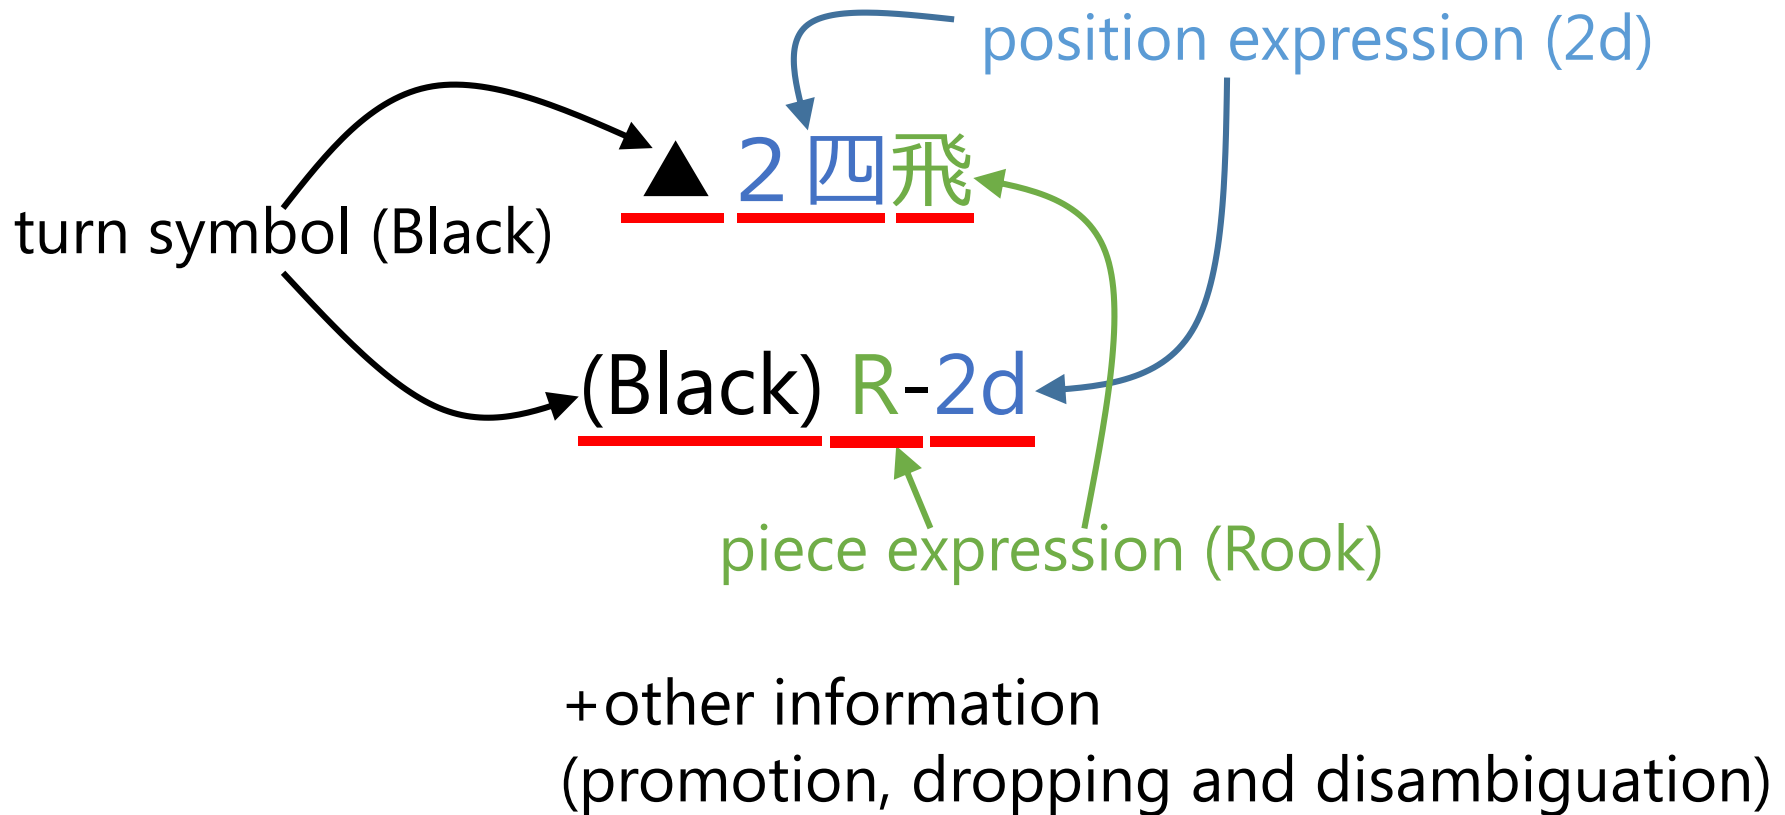 position expression (2d)
▲２四飛
turn symbol (Black)
(Black) R-2d
piece expression (Rook)
+other information
(promotion, dropping and disambiguation)